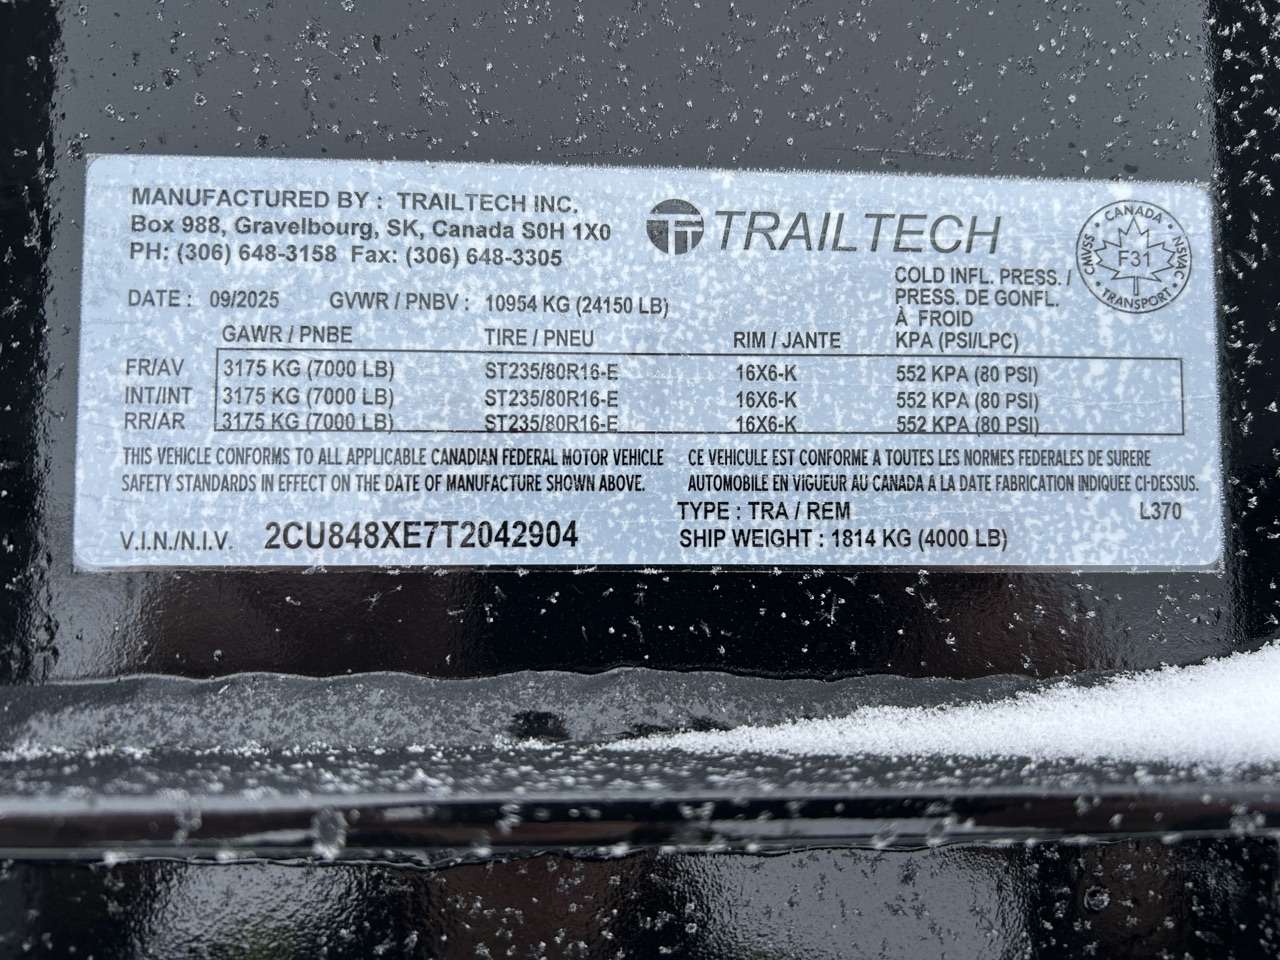 MANUFACTURED BY : TRAILTECH INC.
Box 988, Gravelbourg, SK, Canada S0H 1X0
PH: (306) 648-3158 Fax: (306) 648-3305
TRAILTECH
CANADA
CMVSS F31 NSVAC
TRANSPORT
DATE : 09/2025 GVWR / PNBV : 10954 KG (24150 LB)
COLD INFL. PRESS. /
PRESS. DE GONFL.
À FROID
GAWR / PNBE TIRE / PNEU RIM / JANTE KPA (PSI/LPC)
FR/AV 3175 KG (7000 LB) ST235/80R16-E 16X6-K 552 KPA (80 PSI)
INT/INT 3175 KG (7000 LB) ST235/80R16-E 16X6-K 552 KPA (80 PSI)
RR/AR 3175 KG (7000 LB) ST235/80R16-E 16X6-K 552 KPA (80 PSI)
THIS VEHICLE CONFORMS TO ALL APPLICABLE CANADIAN FEDERAL MOTOR VEHICLE
SAFETY STANDARDS IN EFFECT ON THE DATE OF MANUFACTURE SHOWN ABOVE.
CE VEHICULE EST CONFORME A TOUTES LES NORMES FEDERALES DE SURERE
AUTOMOBILE EN VIGUEUR AU CANADA A LA DATE FABRICATION INDIQUEE CI-DESSUS.
TYPE : TRA / REM L370
V.I.N./N.I.V. 2CU848XE7T2042904 SHIP WEIGHT : 1814 KG (4000 LB)